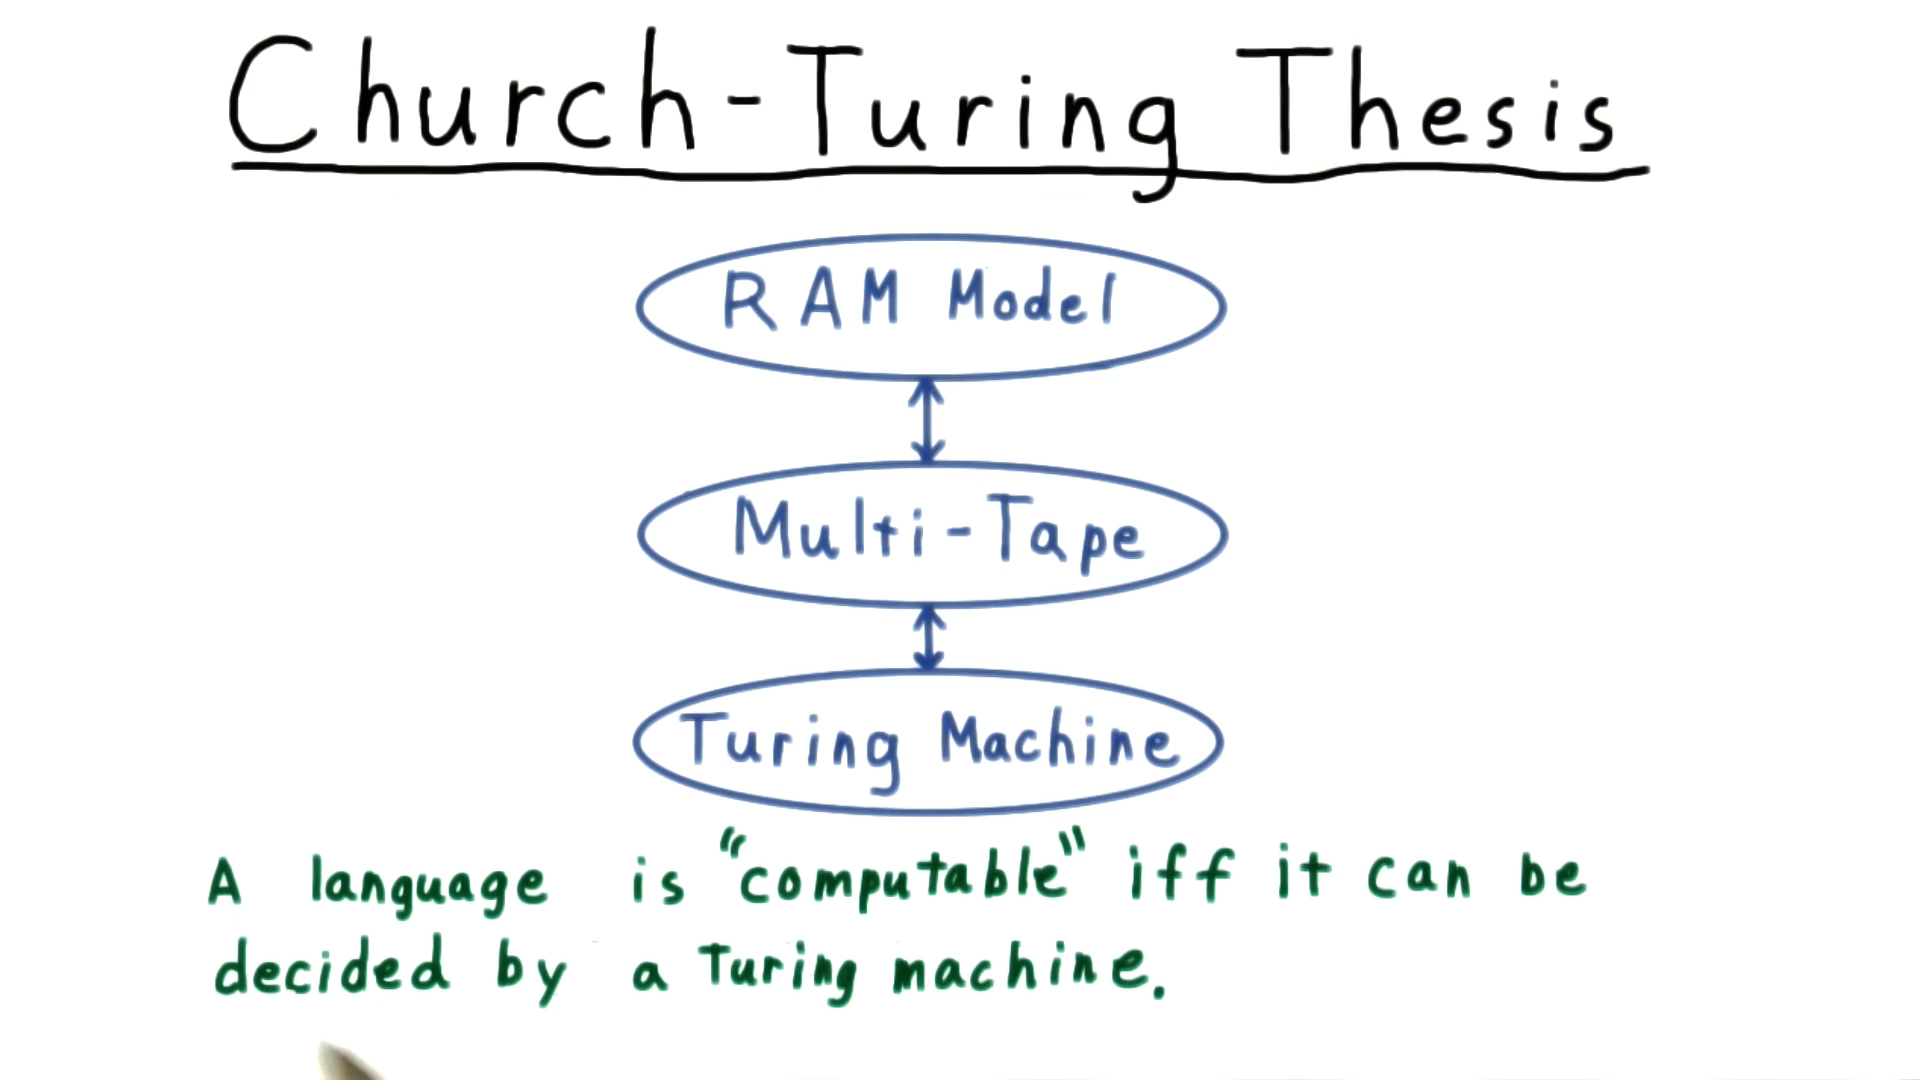 Church-Turing Thesis
RAM Model
Multi-Tape
Turing Machine
A language is "computable" iff it can be
decided by a Turing machine.